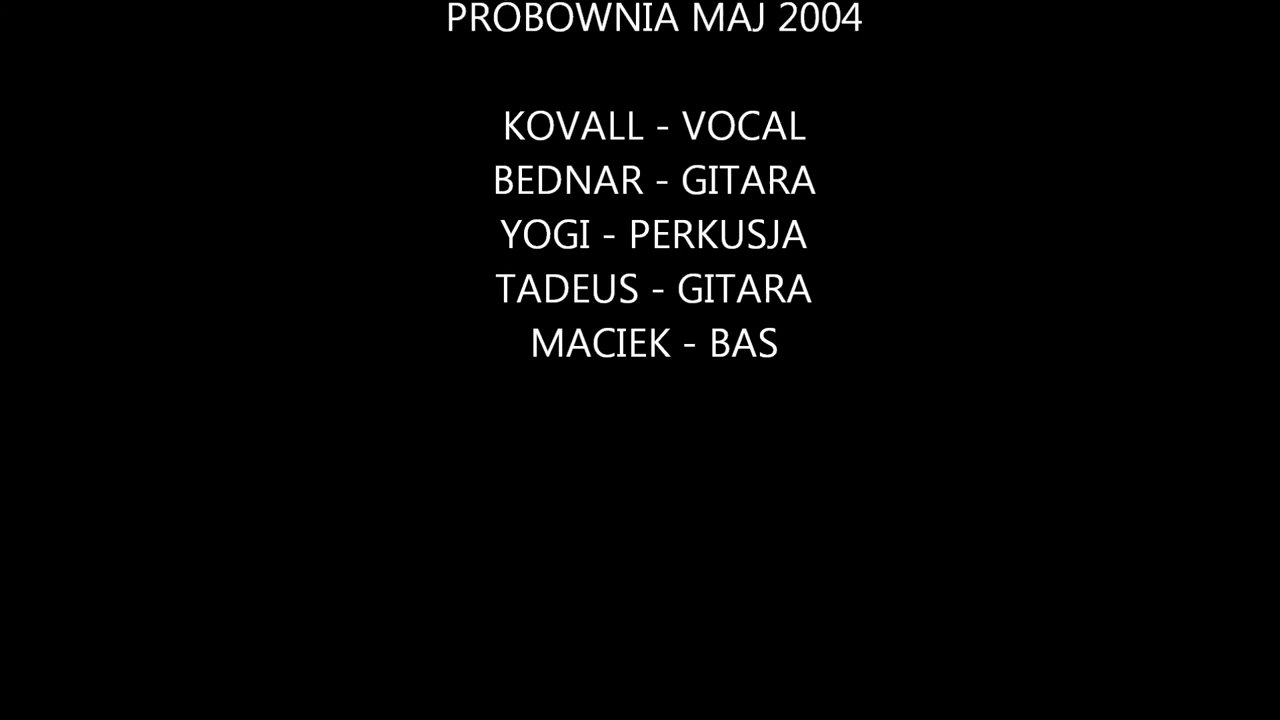 PROBOWNIA MAJ 2004
KOVALL - VOCAL
BEDNAR - GITARA
YOGI - PERKUSJA
TADEUS - GITARA
MACIEK - BAS